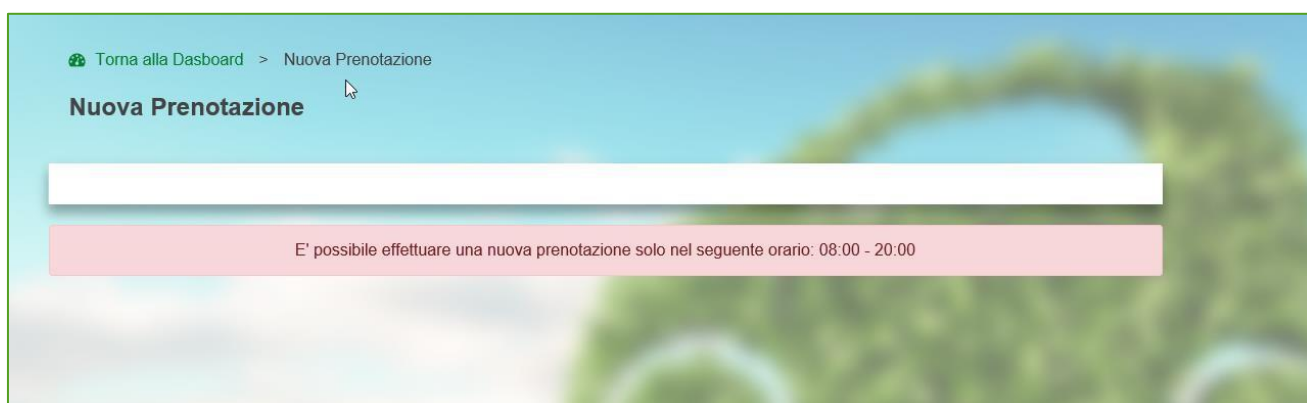 Torna alla Dasboard > Nuova Prenotazione
Nuova Prenotazione
E' possibile effettuare una nuova prenotazione solo nel seguente orario: 08:00 - 20:00